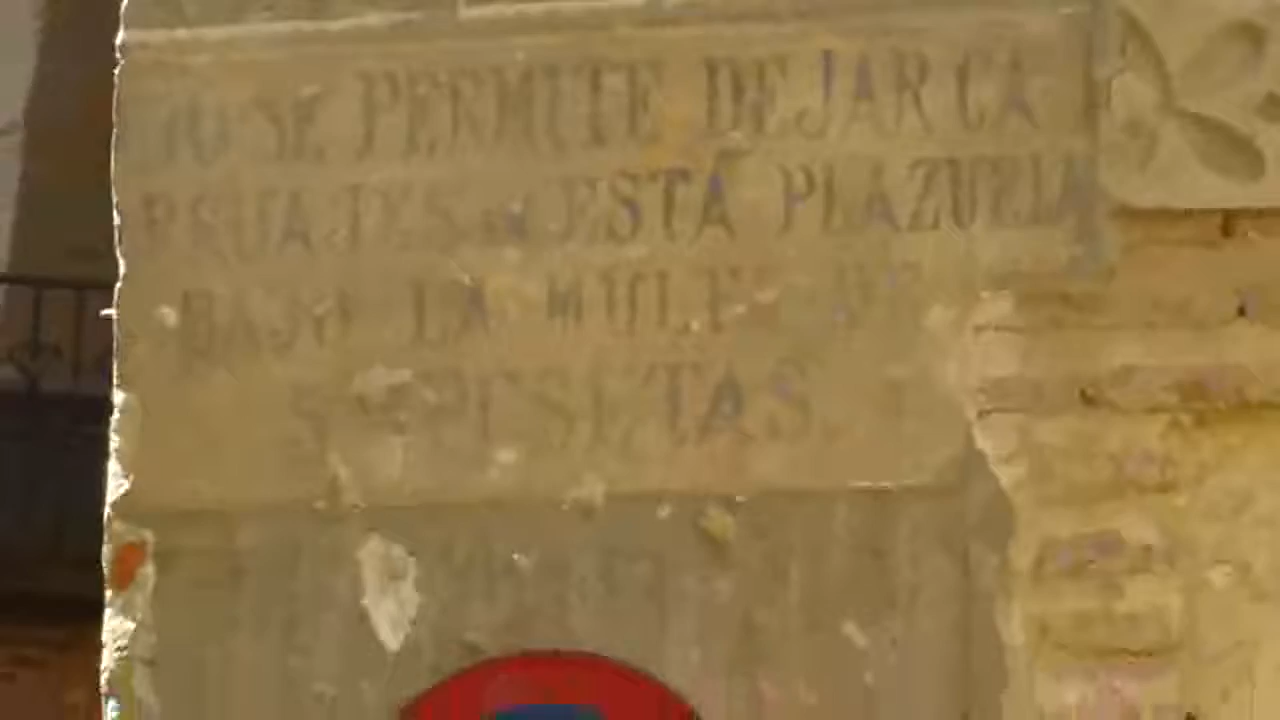 NO SE PERMITE DEJAR CA
RRUAJES EN ESTA PLAZUELA
BAJO LA MULTA DE
5 PESETAS